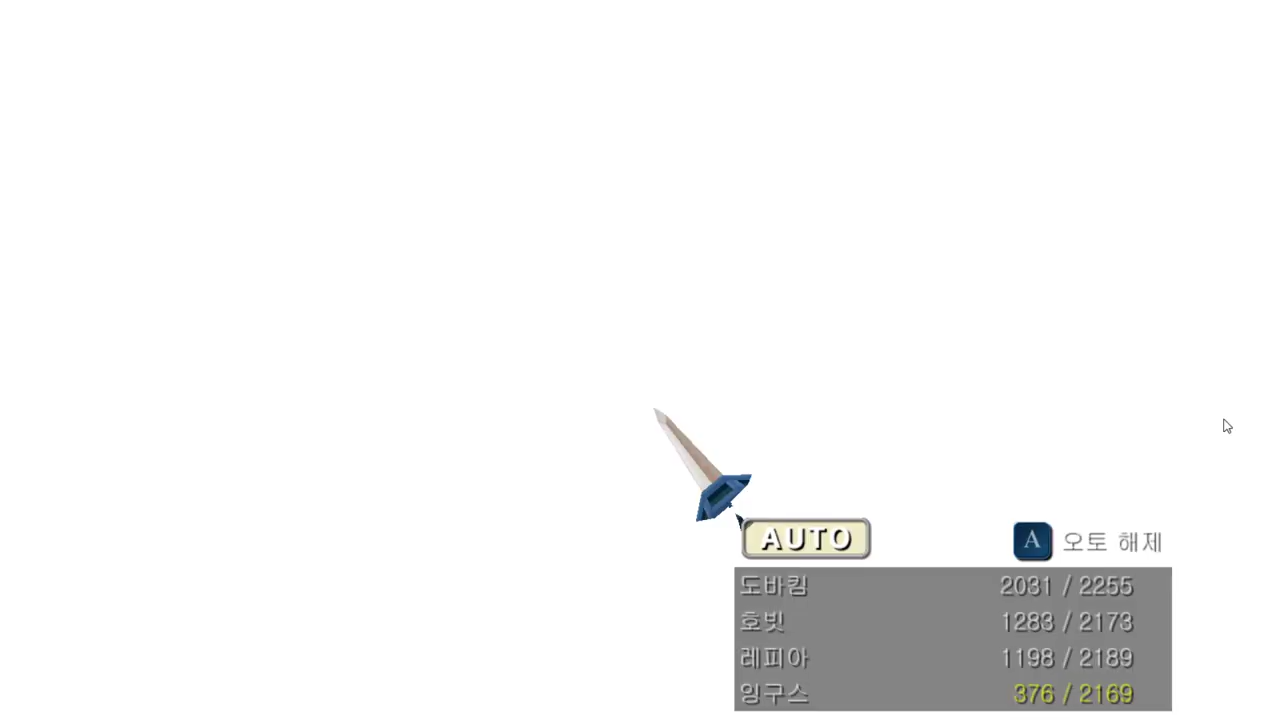 AUTO
A 오토 해제
도바킴 2031 / 2255
호빗 1283 / 2173
레피아 1198 / 2189
잉구스 376 / 2169